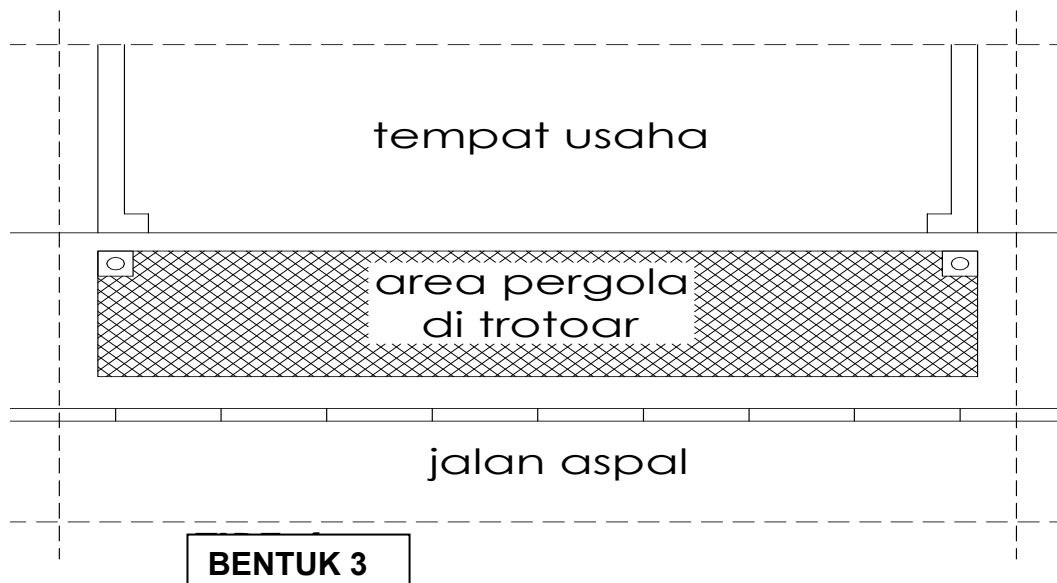 tempat usaha
area pergola
di trotoar
jalan aspal
BENTUK 3